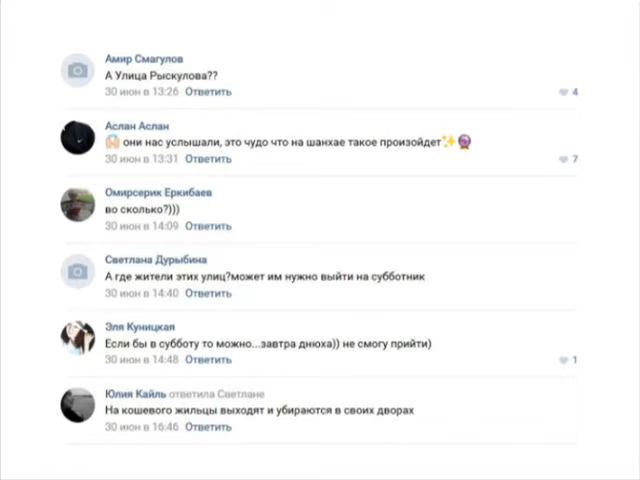 Амир Смагулов
А Улица Рыскулова??
30 июн в 13:26 Ответить
4
Аслан Аслан
они нас услышали, это чудо что на шанхае такое произойдет
30 июн в 13:31 Ответить
7
Омирсерик Еркибаев
во сколько?)))
30 июн в 14:09 Ответить
Светлана Дурыбина
А где жители этих улиц?может им нужно выйти на субботник
30 июн в 14:40 Ответить
Эля Куницкая
Если бы в субботу то можно...завтра днюха)) не смогу прийти)
30 июн в 14:48 Ответить
1
Юлия Кайль ответила Светлане
На кошевого жильцы выходят и убираются в своих дворах
30 июн в 16:46 Ответить